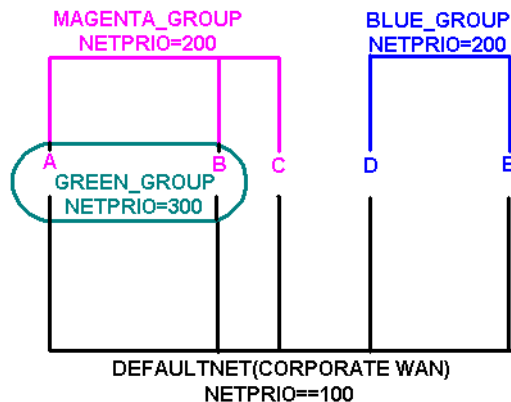 MAGENTA_GROUP
NETPRIO=200
BLUE_GROUP
NETPRIO=200
A
B
C
D
E
GREEN_GROUP
NETPRIO=300
DEFAULTNET(CORPORATE WAN)
NETPRIO==100